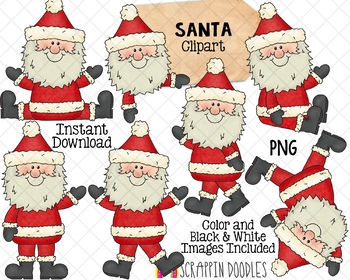 SANTA
Clipart
Instant
Download
PNG
Color and
Black & White
Images Included
SCRAPPIN DOODLES